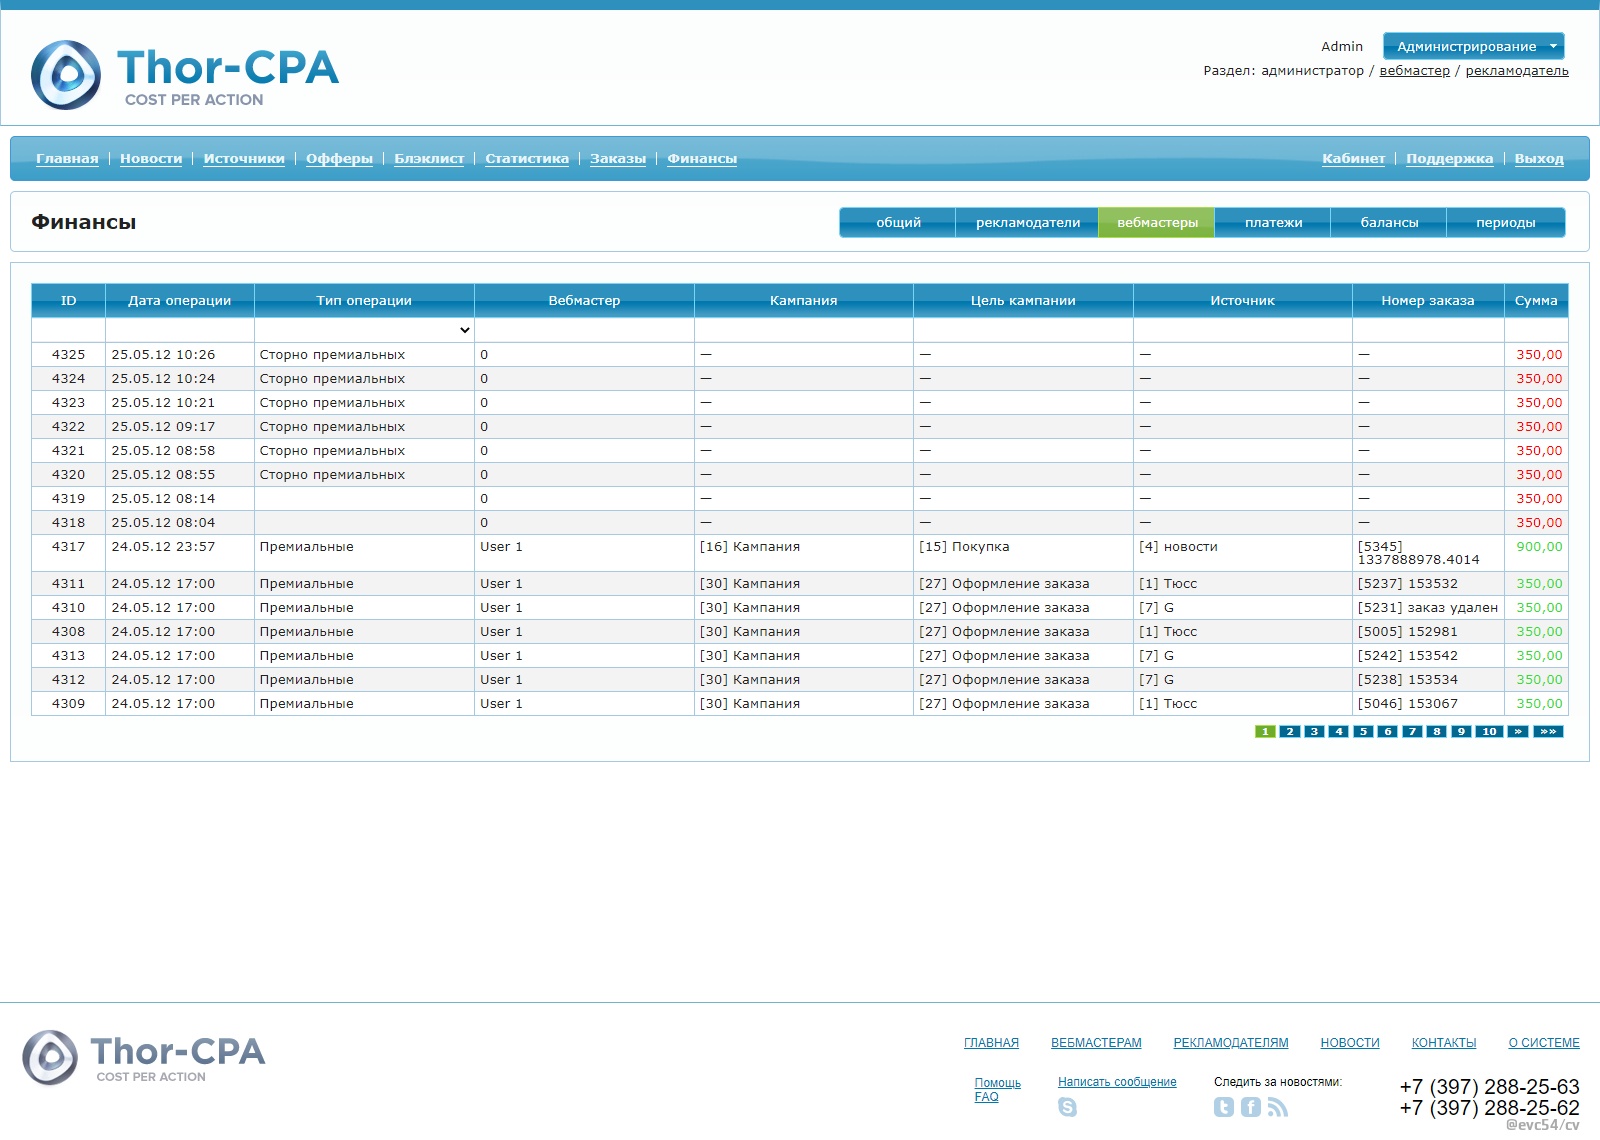 Thor-CPA
COST PER ACTION
Admin
Администрирование
Раздел: администратор / вебмастер / рекламодатель
Главная | Новости | Источники | Офферы | Блэклист | Статистика | Заказы | Финансы
Кабинет | Поддержка | Выход
Финансы
общий рекламодатели вебмастеры платежи балансы периоды
ID Дата операции Тип операции Вебмастер Кампания Цель кампании Источник Номер заказа Сумма
4325 25.05.12 10:26 Сторно премиальных 0 — — — — 350,00
4324 25.05.12 10:24 Сторно премиальных 0 — — — — 350,00
4323 25.05.12 10:21 Сторно премиальных 0 — — — — 350,00
4322 25.05.12 09:17 Сторно премиальных 0 — — — — 350,00
4321 25.05.12 08:58 Сторно премиальных 0 — — — — 350,00
4320 25.05.12 08:55 Сторно премиальных 0 — — — — 350,00
4319 25.05.12 08:14 0 — — — — 350,00
4318 25.05.12 08:04 0 — — — — 350,00
4317 24.05.12 23:57 Премиальные User 1 [16] Кампания [15] Покупка [4] новости [5345] 900,00
1337888978.4014
4311 24.05.12 17:00 Премиальные User 1 [30] Кампания [27] Оформление заказа [1] Тюсс [5237] 153532 350,00
4310 24.05.12 17:00 Премиальные User 1 [30] Кампания [27] Оформление заказа [7] G [5231] заказ удален 350,00
4308 24.05.12 17:00 Премиальные User 1 [30] Кампания [27] Оформление заказа [1] Тюсс [5005] 152981 350,00
4313 24.05.12 17:00 Премиальные User 1 [30] Кампания [27] Оформление заказа [7] G [5242] 153542 350,00
4312 24.05.12 17:00 Премиальные User 1 [30] Кампания [27] Оформление заказа [7] G [5238] 153534 350,00
4309 24.05.12 17:00 Премиальные User 1 [30] Кампания [27] Оформление заказа [1] Тюсс [5046] 153067 350,00
1 2 3 4 5 6 7 8 9 10 » »»
Thor-CPA
COST PER ACTION
ГЛАВНАЯ ВЕБМАСТЕРАМ РЕКЛАМОДАТЕЛЯМ НОВОСТИ КОНТАКТЫ О СИСТЕМЕ
Помощь
FAQ
Написать сообщение
Следить за новостями:
+7 (397) 288-25-63
+7 (397) 288-25-62
@evc54/cv